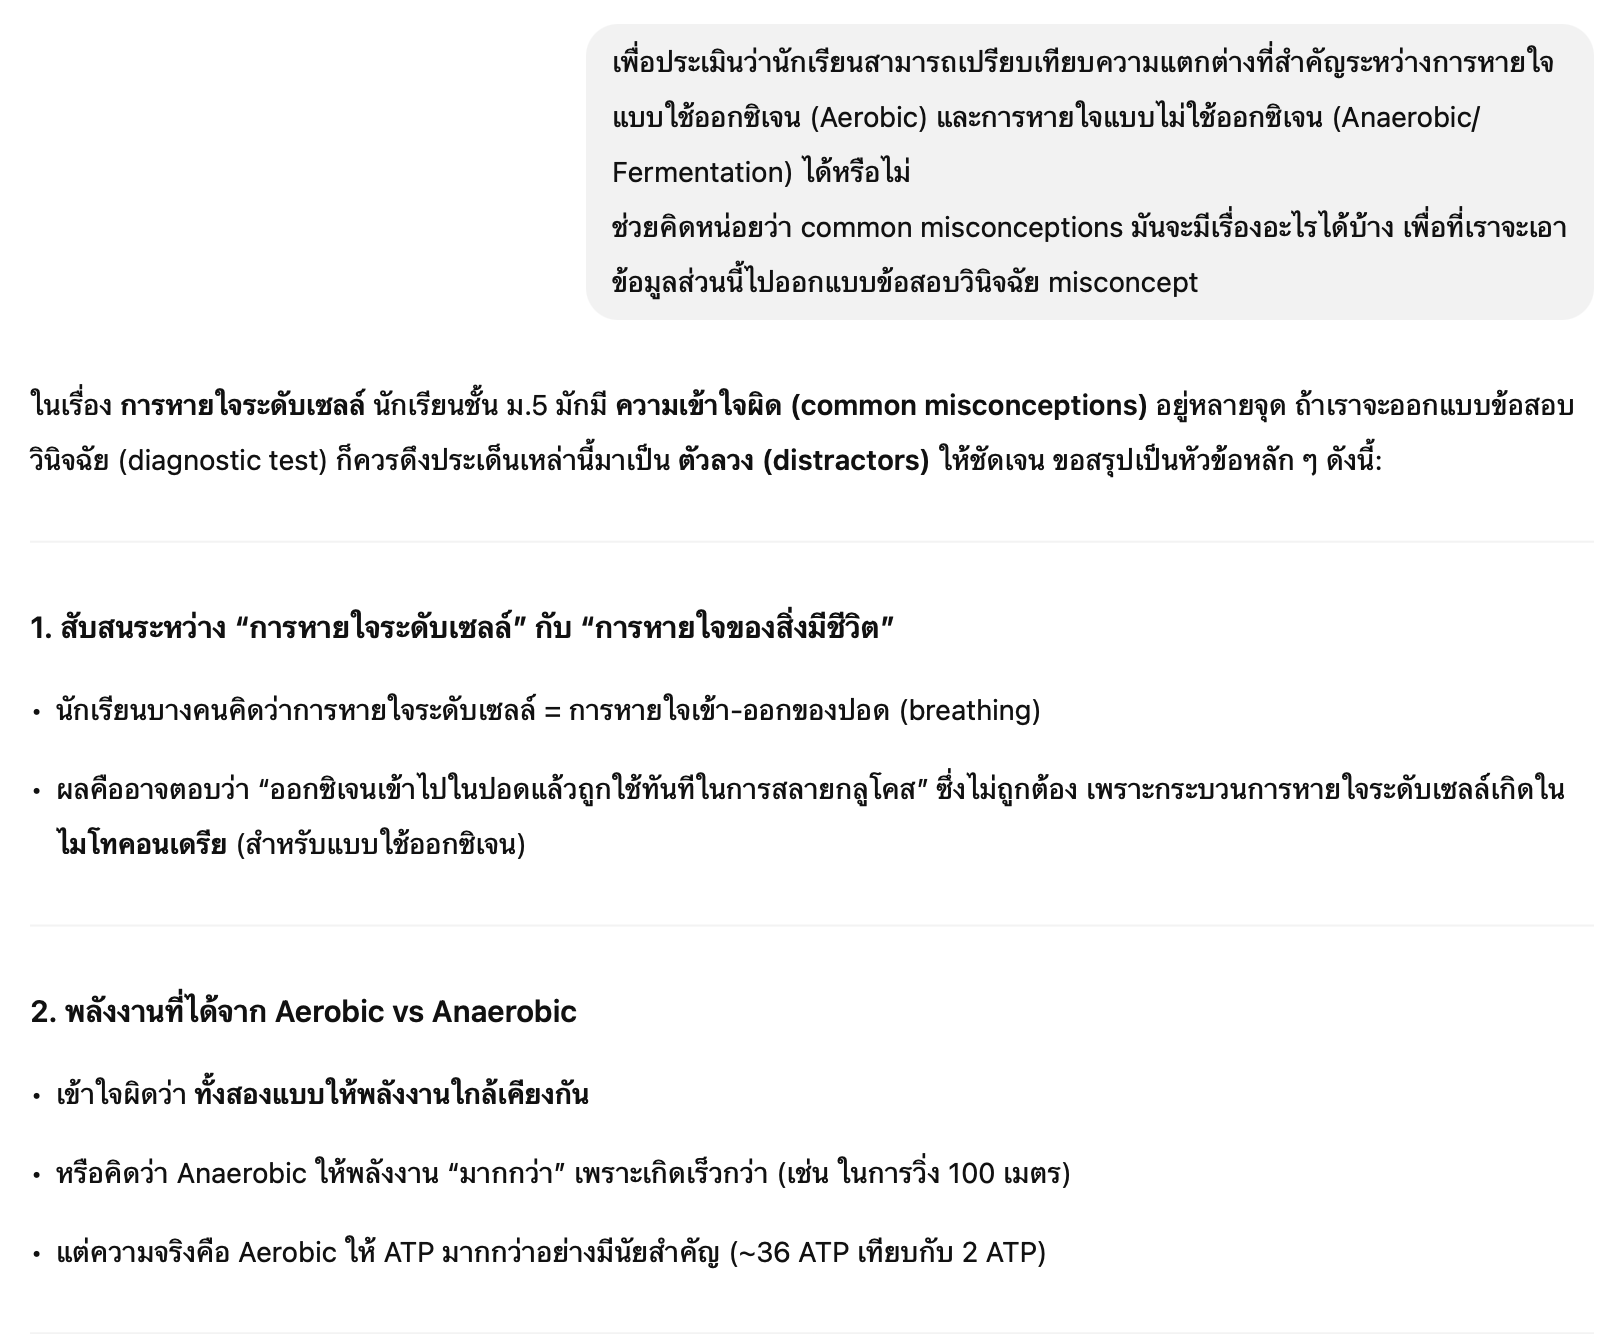 เพื่อประเมินว่านักเรียนสามารถเปรียบเทียบความแตกต่างที่สำคัญระหว่างการหายใจ
แบบใช้ออกซิเจน (Aerobic) และการหายใจแบบไม่ใช้ออกซิเจน (Anaerobic/
Fermentation) ได้หรือไม่
ช่วยคิดหน่อยว่า common misconceptions มันจะมีเรื่องอะไรได้บ้าง เพื่อที่เราจะเอา
ข้อมูลส่วนนี้ไปออกแบบข้อสอบวินิจฉัย misconcept
ในเรื่อง การหายใจระดับเซลล์ นักเรียนชั้น ม.5 มักมี ความเข้าใจผิด (common misconceptions) อยู่หลายจุด ถ้าเราจะออกแบบข้อสอบ
วินิจฉัย (diagnostic test) ก็ควรดึงประเด็นเหล่านี้มาเป็น ตัวลวง (distractors) ให้ชัดเจน ขอสรุปเป็นหัวข้อหลัก ๆ ดังนี้:
1. สับสนระหว่าง “การหายใจระดับเซลล์” กับ “การหายใจของสิ่งมีชีวิต”
• นักเรียนบางคนคิดว่าการหายใจระดับเซลล์ = การหายใจเข้า-ออกของปอด (breathing)
• ผลคืออาจตอบว่า “ออกซิเจนเข้าไปในปอดแล้วถูกใช้ทันทีในการสลายกลูโคส” ซึ่งไม่ถูกต้อง เพราะกระบวนการหายใจระดับเซลล์เกิดใน
ไมโทคอนเดรีย (สำหรับแบบใช้ออกซิเจน)
2. พลังงานที่ได้จาก Aerobic vs Anaerobic
• เข้าใจผิดว่า ทั้งสองแบบให้พลังงานใกล้เคียงกัน
• หรือคิดว่า Anaerobic ให้พลังงาน “มากกว่า” เพราะเกิดเร็วกว่า (เช่น ในการวิ่ง 100 เมตร)
• แต่ความจริงคือ Aerobic ให้ ATP มากกว่าอย่างมีนัยสำคัญ (~36 ATP เทียบกับ 2 ATP)